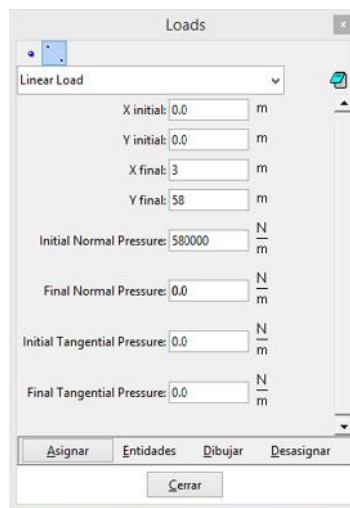 Loads
x
Linear Load
X initial: 0.0 m
Y initial: 0.0 m
X final: 3 m
Y final: 58 m
Initial Normal Pressure: 580000 N/m
Final Normal Pressure: 0.0 N/m
Initial Tangential Pressure: 0.0 N/m
Final Tangential Pressure: 0.0 N/m
Asignar Entidades Dibujar Desasignar
Cerrar